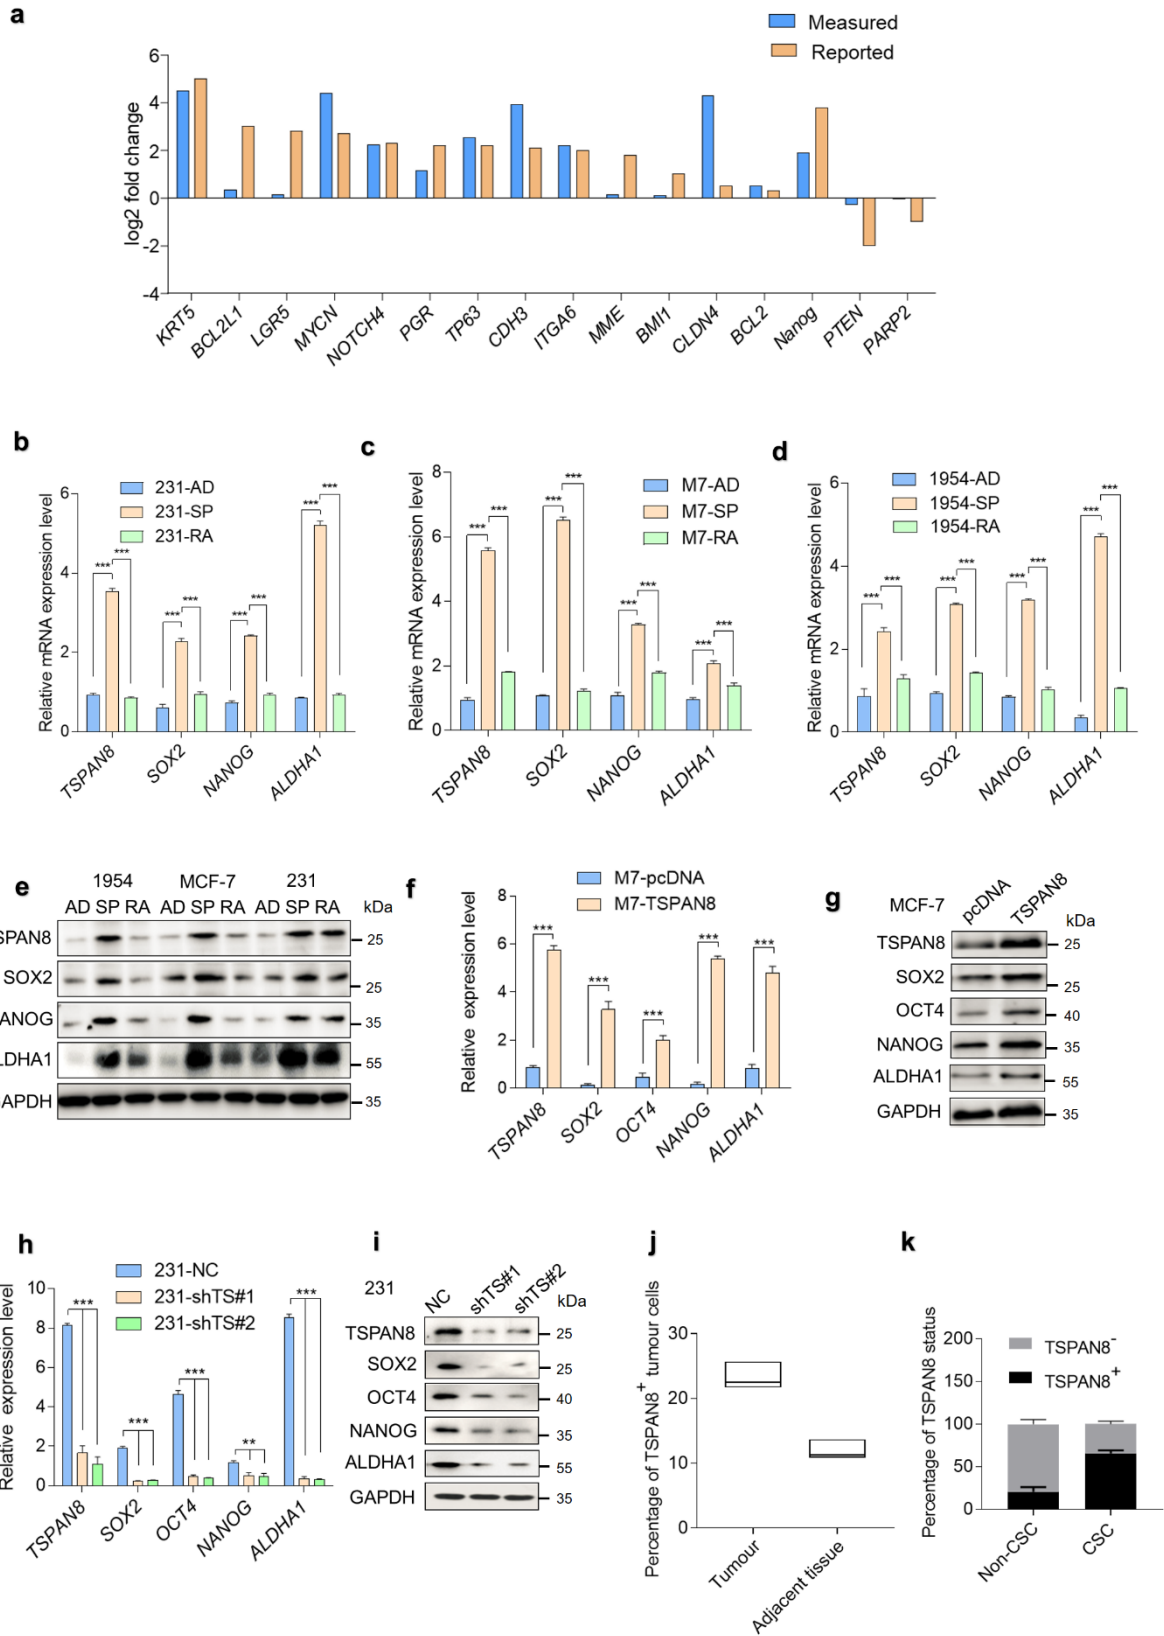 a
Measured
Reported
log2 fold change
6
4
2
0
-2
-4
KRT5
BCL2L1
LGR5
MYCN
NOTCH4
PGR
TP63
CDH3
ITGA6
MME
BMI1
CLDN4
BCL2
Nanog
PTEN
PARP2
b
231-AD
231-SP
231-RA
Relative mRNA expression level
6
4
2
0
*** *** *** *** *** *** *** ***
TSPAN8
SOX2
NANOG
ALDHA1
c
M7-AD
M7-SP
M7-RA
Relative mRNA expression level
8
6
4
2
0
*** *** *** *** *** *** *** ***
TSPAN8
SOX2
NANOG
ALDHA1
d
1954-AD
1954-SP
1954-RA
Relative mRNA expression level
6
4
2
0
*** *** *** *** *** *** *** ***
TSPAN8
SOX2
NANOG
ALDHA1
e
1954 MCF-7 231
AD SP RA AD SP RA AD SP RA kDa
SPAN8 25
SOX2 25
ANOG 35
LDHA1 55
GAPDH 35
f
M7-pcDNA
M7-TSPAN8
Relative expression level
8
6
4
2
0
*** *** *** *** ***
TSPAN8
SOX2
OCT4
NANOG
ALDHA1
g
MCF-7 pcDNA TSPAN8 kDa
TSPAN8 25
SOX2 25
OCT4 40
NANOG 35
ALDHA1 55
GAPDH 35
h
231-NC
231-shTS#1
231-shTS#2
Relative expression level
10
8
6
4
2
0
*** *** *** ** ***
TSPAN8
SOX2
OCT4
NANOG
ALDHA1
i
231 NC shTS#1 shTS#2 kDa
TSPAN8 25
SOX2 25
OCT4 40
NANOG 35
ALDHA1 55
GAPDH 35
j
Percentage of TSPAN8+ tumour cells
30
20
10
0
Tumour
Adjacent tissue
k
TSPAN8-
TSPAN8+
Percentage of TSPAN8 status
200
150
100
50
0
Non-CSC
CSC